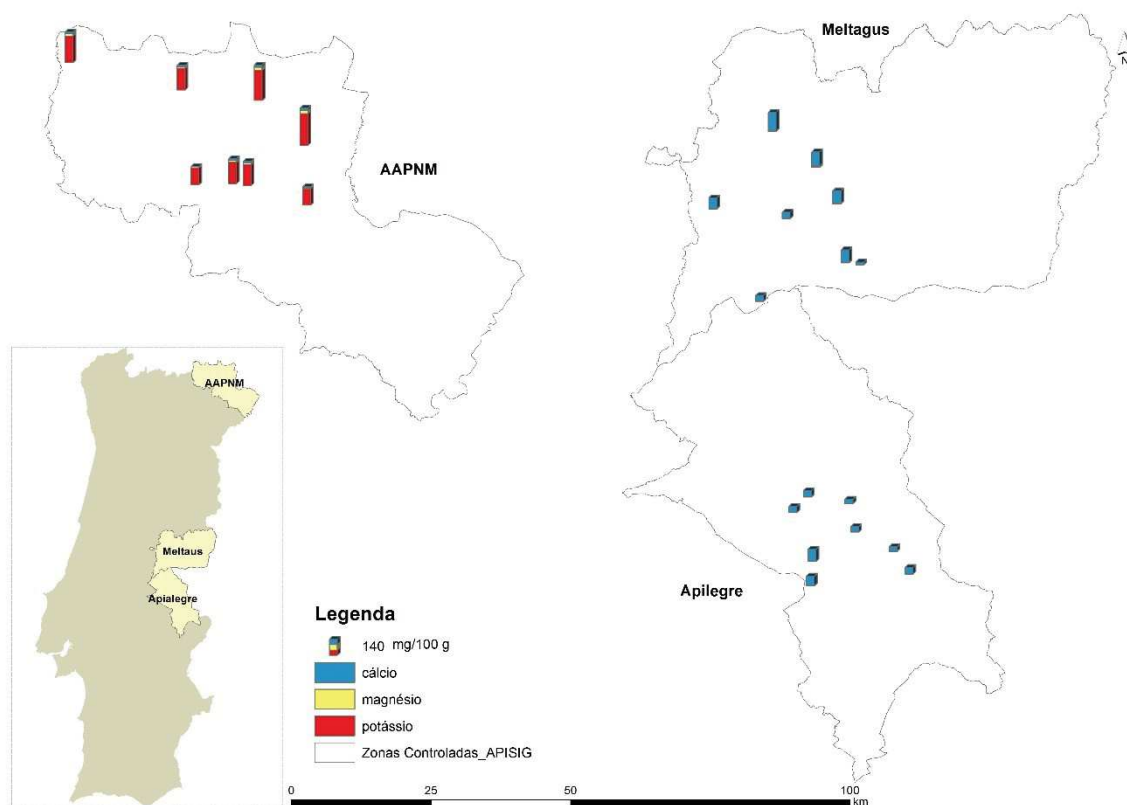 Meltagus
N
AAPNM
AAPNM
Meltaus
Apialegre
Apilegre
Legenda
140 mg/100 g
cálcio
magnésio
potássio
Zonas Controladas_APISIG
0 25 50 100
km